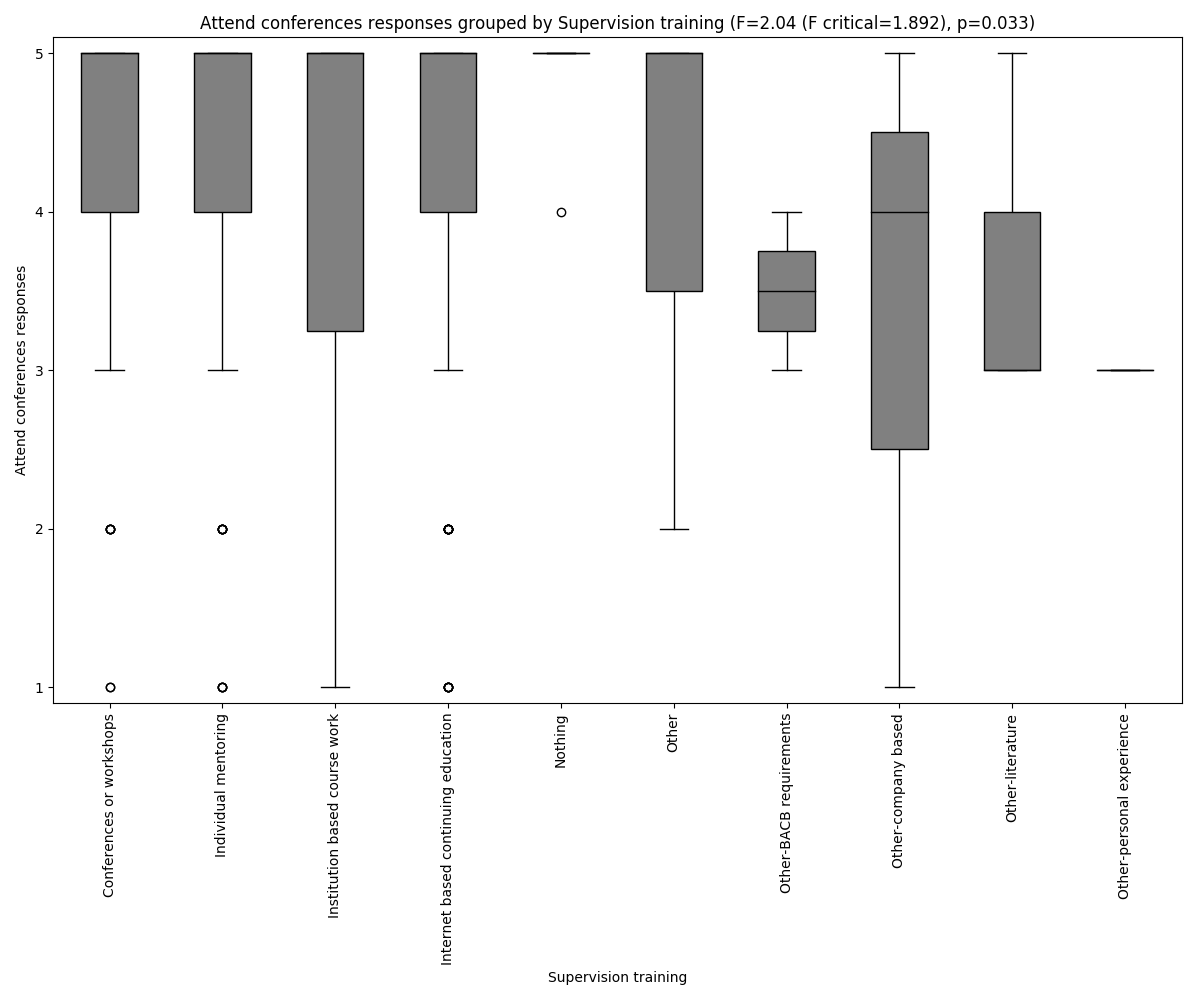 Attend conferences responses grouped by Supervision training (F=2.04 (F critical=1.892), p=0.033)
Attend conferences responses
5
4
3
2
1
Conferences or workshops
Individual mentoring
Institution based course work
Internet based continuing education
Nothing
Other
Other-BACB requirements
Other-company based
Other-literature
Other-personal experience
Supervision training